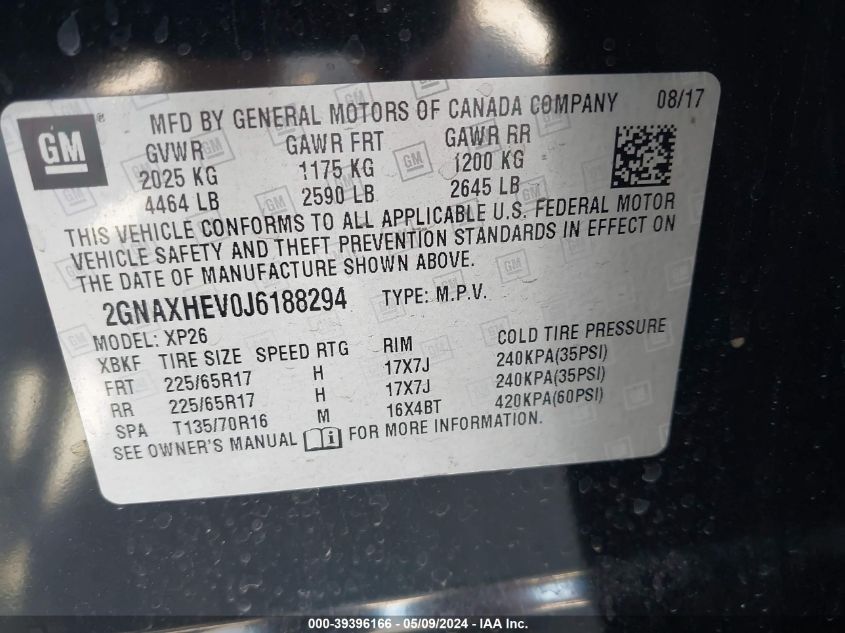 GM ®
MFD BY GENERAL MOTORS OF CANADA COMPANY 08/17
GVWR GAWR FRT GAWR RR
2025 KG 1175 KG 1200 KG
4464 LB 2590 LB 2645 LB
THIS VEHICLE CONFORMS TO ALL APPLICABLE U.S. FEDERAL MOTOR
VEHICLE SAFETY AND THEFT PREVENTION STANDARDS IN EFFECT ON
THE DATE OF MANUFACTURE SHOWN ABOVE.
2GNAXHEV0J6188294 TYPE: M.P.V.
MODEL: XP26
XBKF TIRE SIZE SPEED RTG RIM COLD TIRE PRESSURE
FRT 225/65R17 H 17X7J 240KPA(35PSI)
RR 225/65R17 H 17X7J 240KPA(35PSI)
SPA T135/70R16 M 16X4BT 420KPA(60PSI)
SEE OWNER'S MANUAL i FOR MORE INFORMATION.
000-39396166 - 05/09/2024 - IAA Inc.